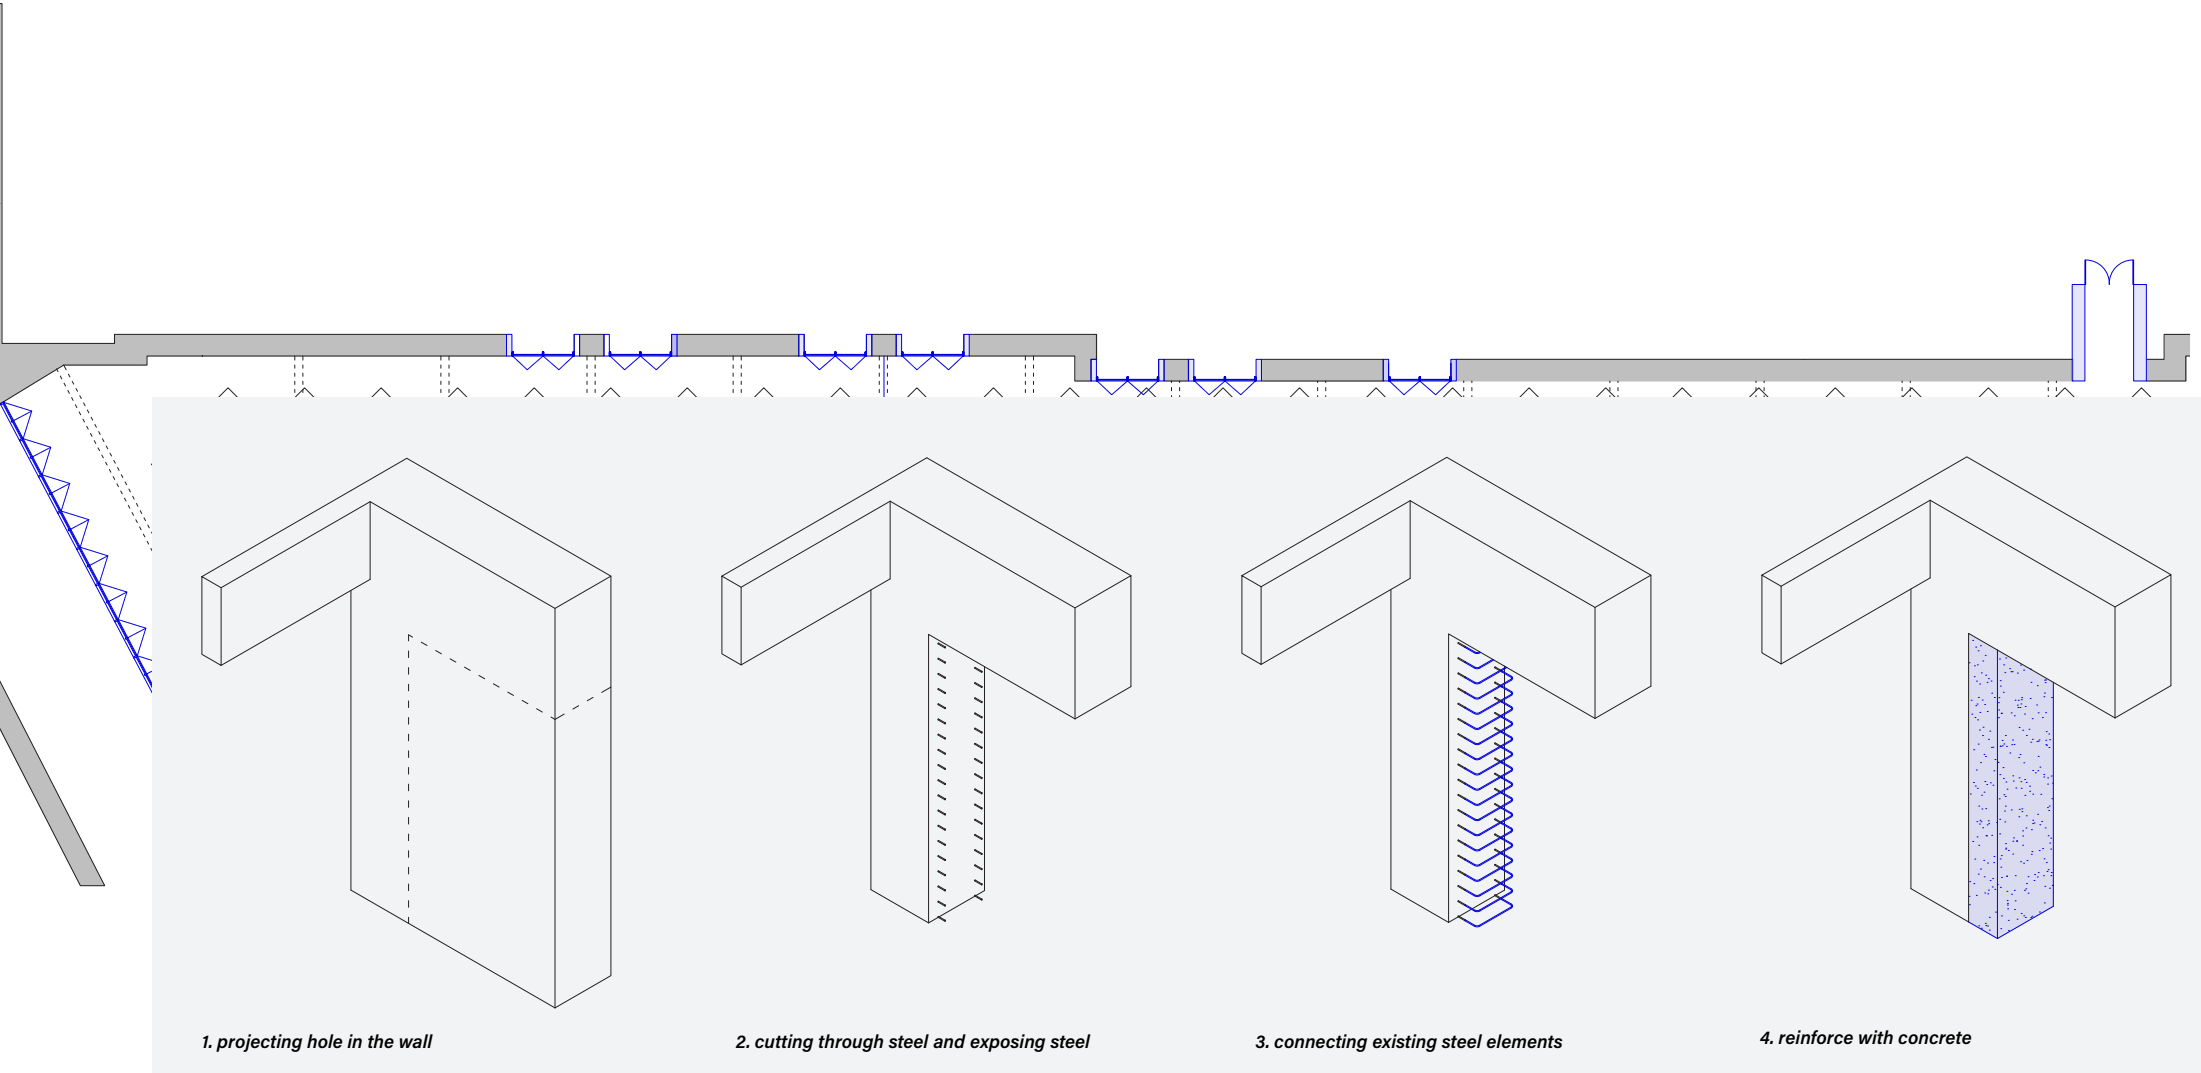 1. projecting hole in the wall
2. cutting through steel and exposing steel
3. connecting existing steel elements
4. reinforce with concrete